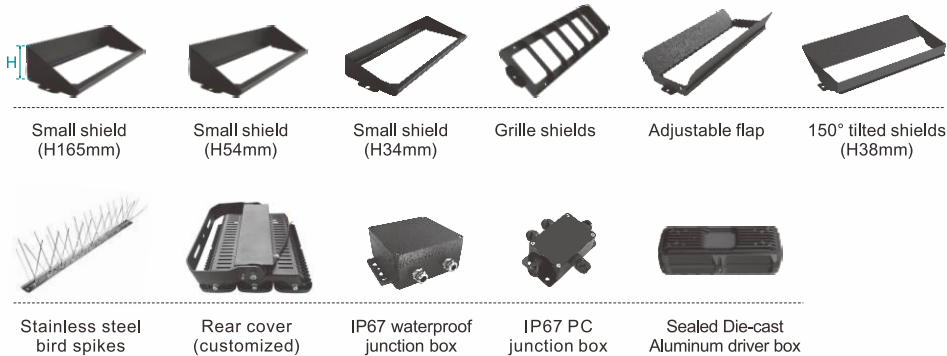 H
Small shield
(H165mm)
Small shield
(H54mm)
Small shield
(H34mm)
Grille shields
Adjustable flap
150° tilted shields
(H38mm)
Stainless steel
bird spikes
Rear cover
(customized)
IP67 waterproof
junction box
IP67 PC
junction box
Sealed Die-cast
Aluminum driver box